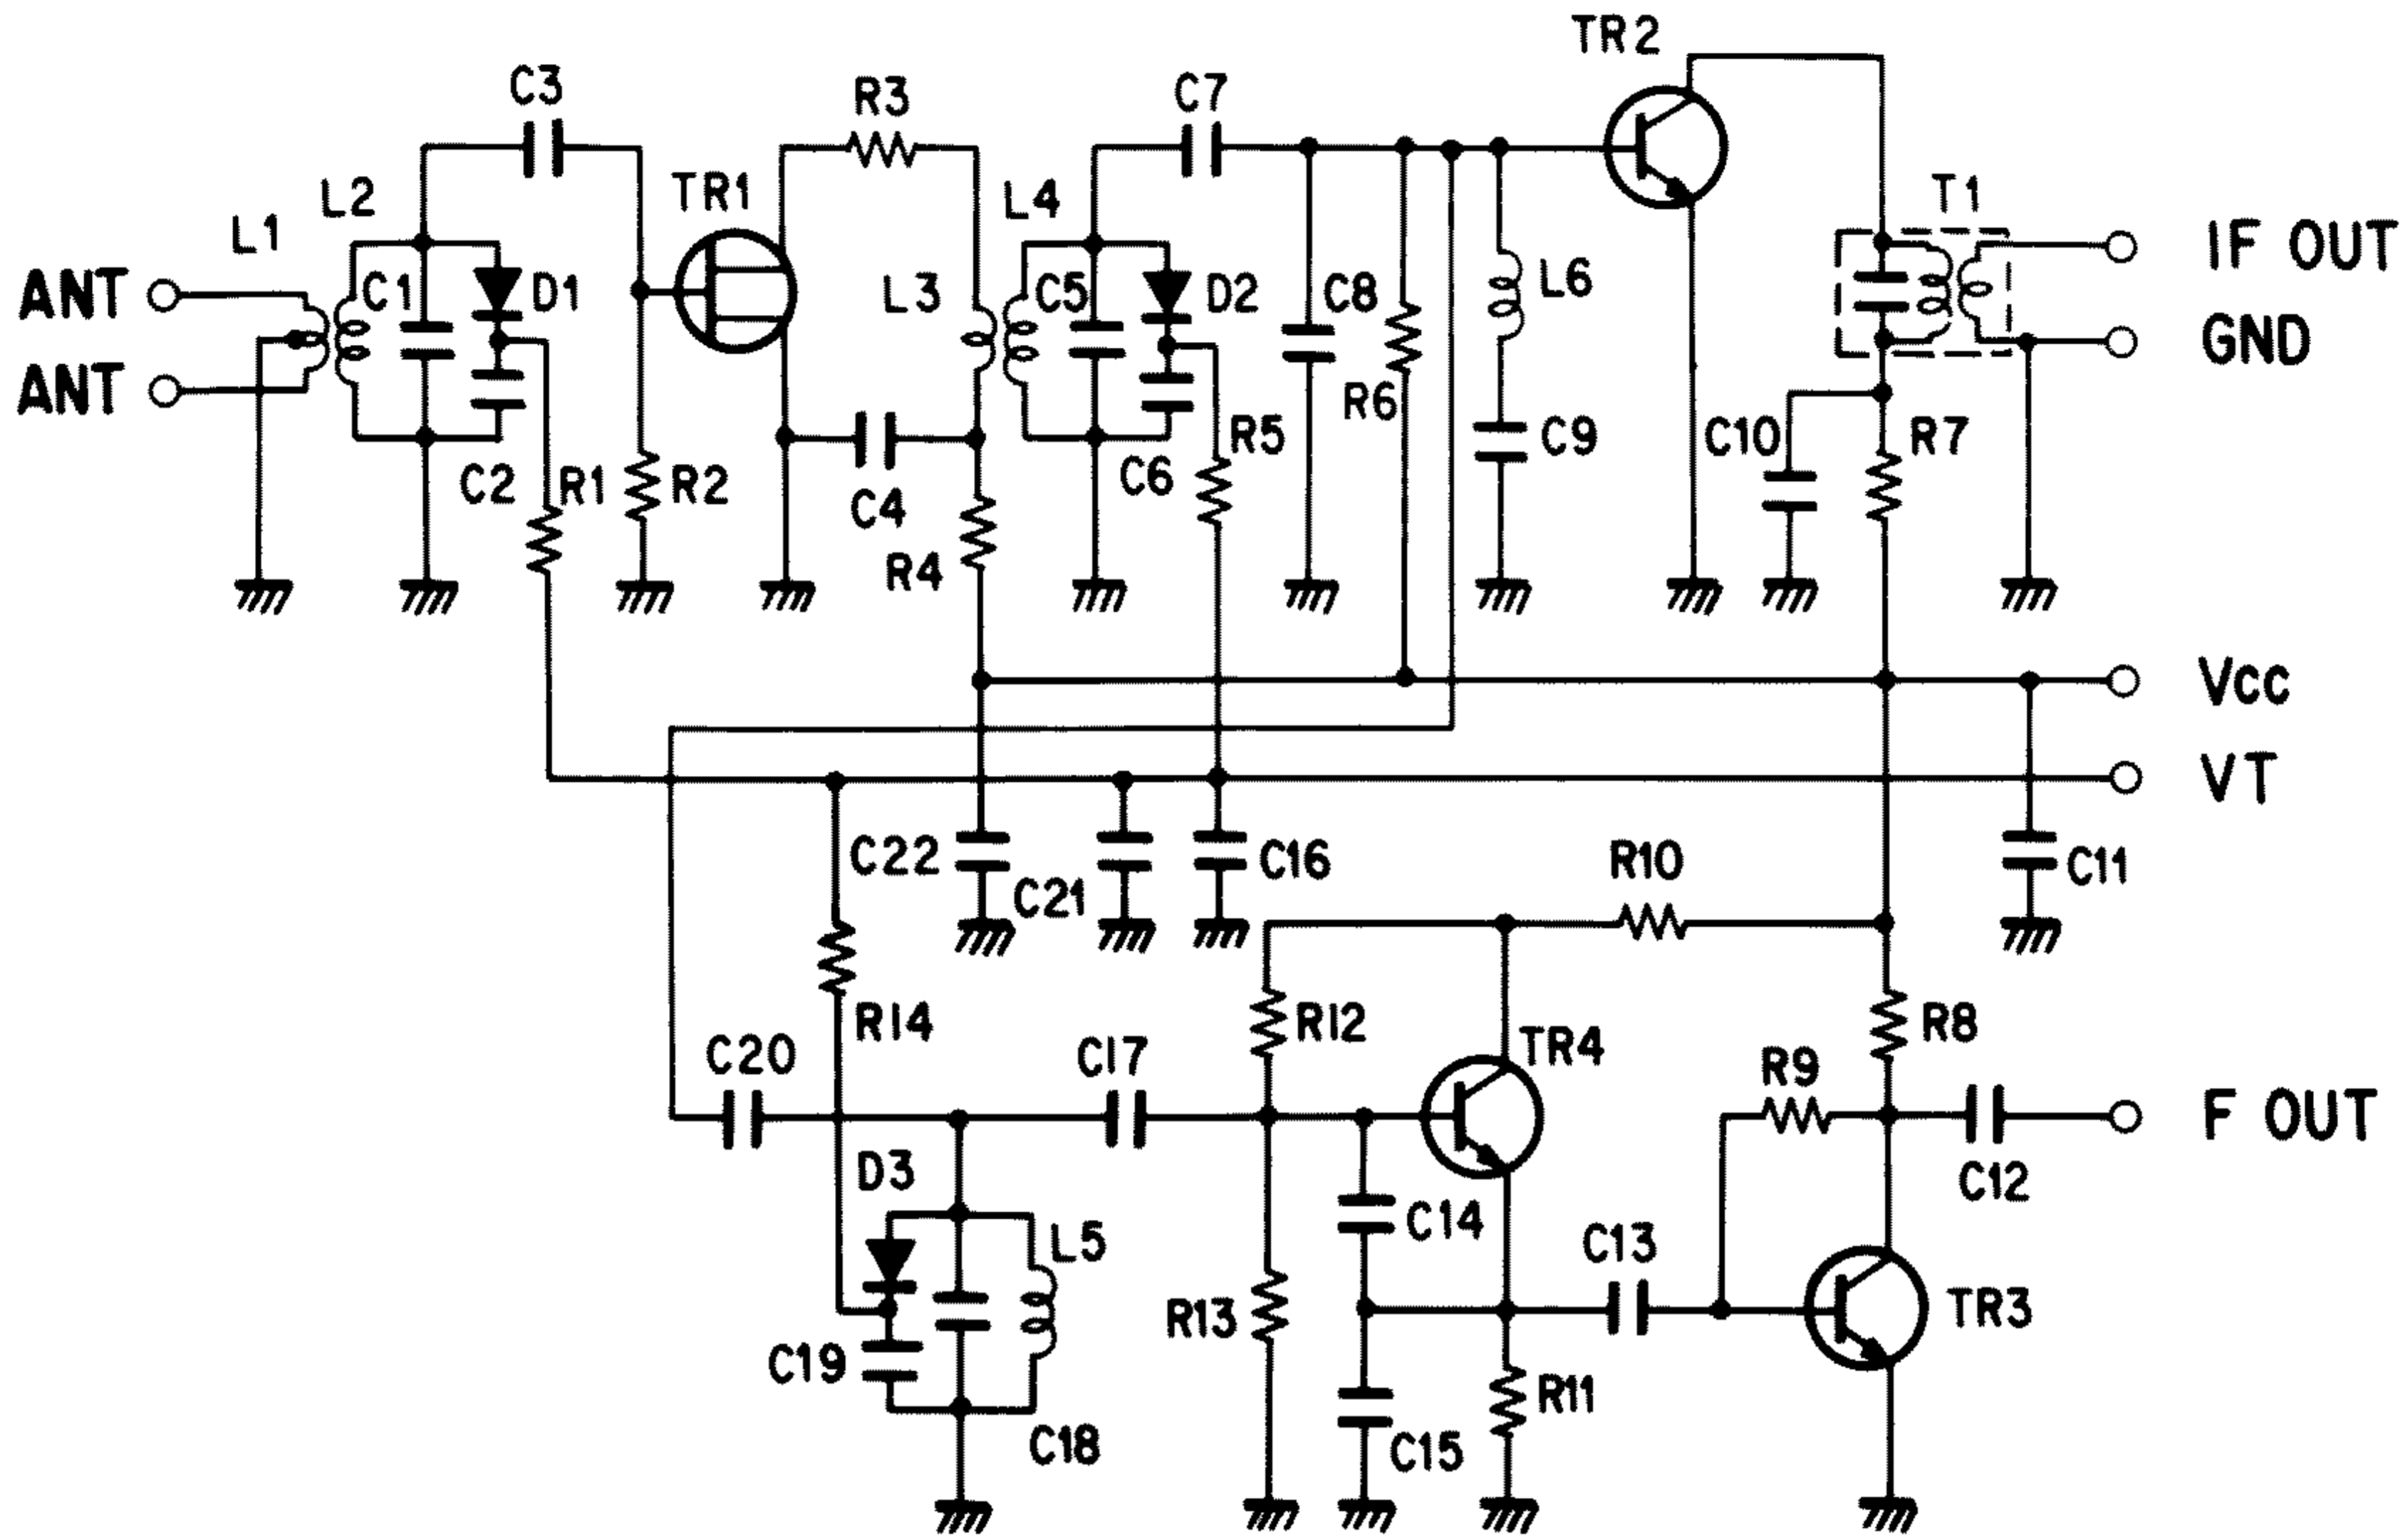 TR2
C3
R3
C7
L2
TR1
L4
T1
L1
IF OUT
ANT
C1
D1
L3
C5
D2
C8
L6
GND
ANT
R6
C2
R1
R2
C4
C6
R5
C9
C10
R7
R4
Vcc
VT
C22
C21
C16
R10
C11
R14
R12
TR4
R8
C20
C17
R9
F OUT
D3
C12
L5
C14
C13
R13
TR3
C19
R11
C18
C15